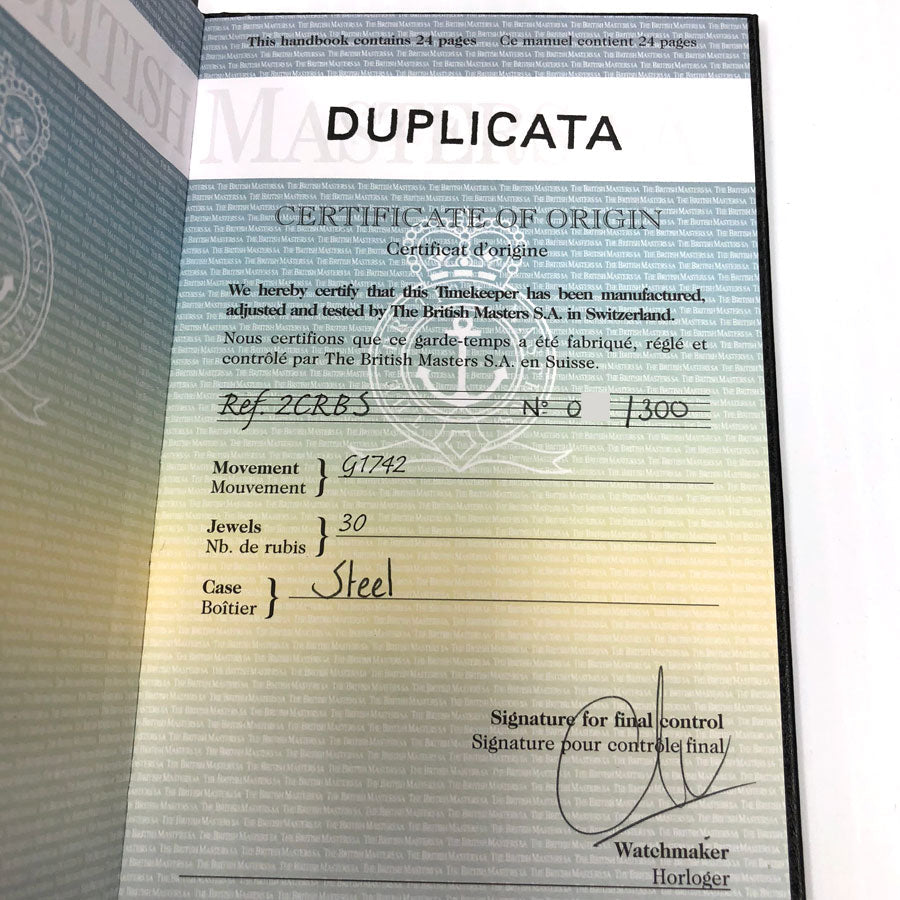 This handbook contains 24 pages Ce manuel contient 24 pages
BRITISH MASTERS
DUPLICATA
CERTIFICATE OF ORIGIN
Certificat d'origine
We hereby certify that this Timekeeper has been manufactured,
adjusted and tested by The British Masters S.A. in Switzerland.
Nous certifions que ce garde-temps a été fabriqué, réglé et
contrôlé par The British Masters S.A. en Suisse.
Ref. 2CRBS N° 0 /300
Movement } G1742
Mouvement
Jewels } 30
Nb. de rubis
Case } Steel
Boîtier
Signature for final control
Signature pour contrôle final
Watchmaker
Horloger